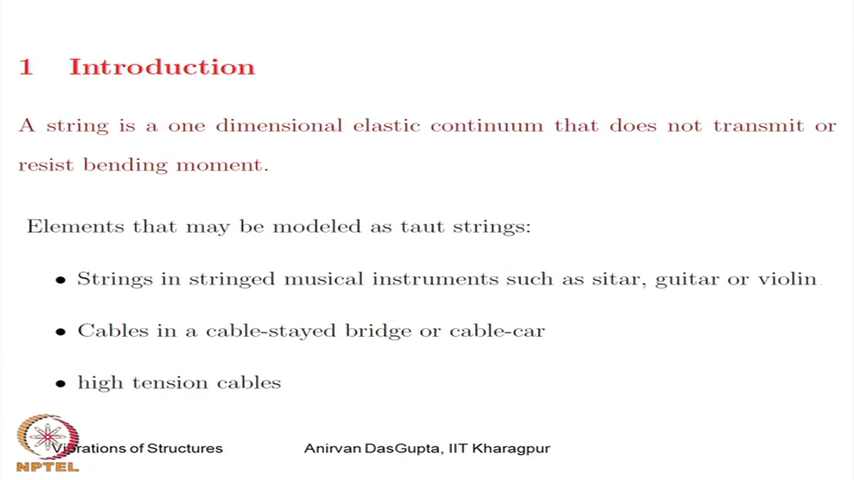 1 Introduction
A string is a one dimensional elastic continuum that does not transmit or
resist bending moment.
Elements that may be modeled as taut strings:
• Strings in stringed musical instruments such as sitar, guitar or violin
• Cables in a cable-stayed bridge or cable-car
• high tension cables
Vibrations of Structures
Anirvan DasGupta, IIT Kharagpur
NPTEL